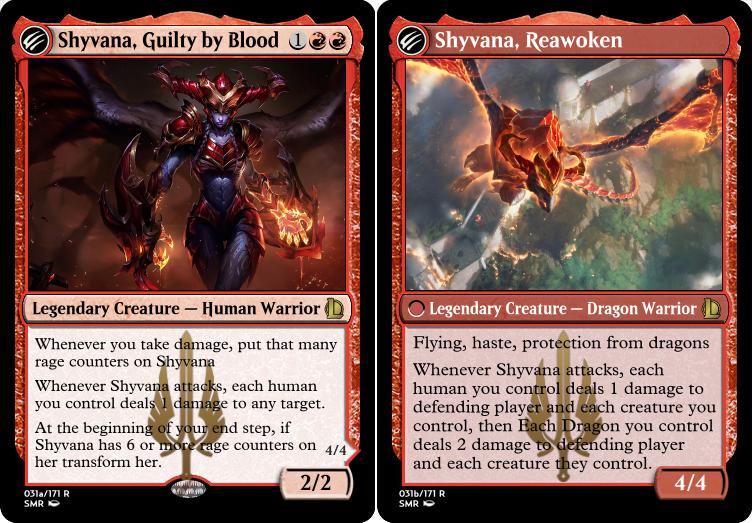 Shyvana, Guilty by Blood 1
Legendary Creature — Human Warrior
Whenever you take damage, put that many
rage counters on Shyvana
Whenever Shyvana attacks, each human
you control deals 1 damage to any target.
At the beginning of your end step, if
Shyvana has 6 or more rage counters on
her transform her.
4/4
2/2
031a/171 R
SMR
Shyvana, Reawoken
Legendary Creature — Dragon Warrior
Flying, haste, protection from dragons
Whenever Shyvana attacks, each
human you control deals 1 damage to
defending player and each creature you
control, then Each Dragon you control
deals 2 damage to defending player
and each creature they control.
4/4
031b/171 R
SMR